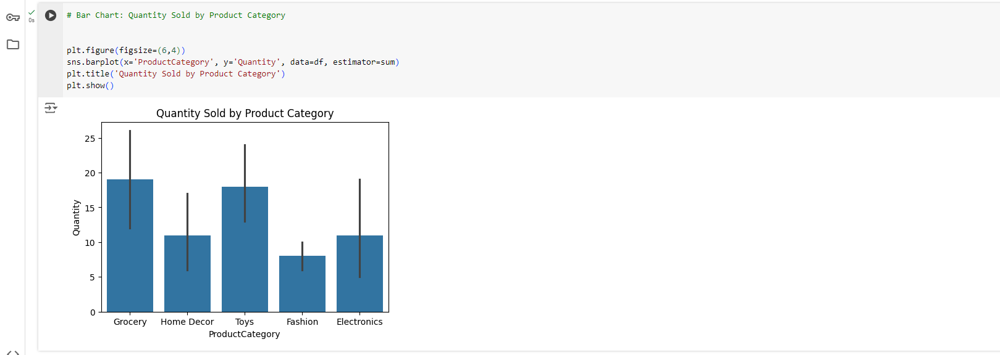 0s
# Bar Chart: Quantity Sold by Product Category
plt.figure(figsize=(6,4))
sns.barplot(x='ProductCategory', y='Quantity', data=df, estimator=sum)
plt.title('Quantity Sold by Product Category')
plt.show()
Quantity Sold by Product Category
25
20
15
10
5
0
Quantity
Grocery Home Decor Toys Fashion Electronics
ProductCategory